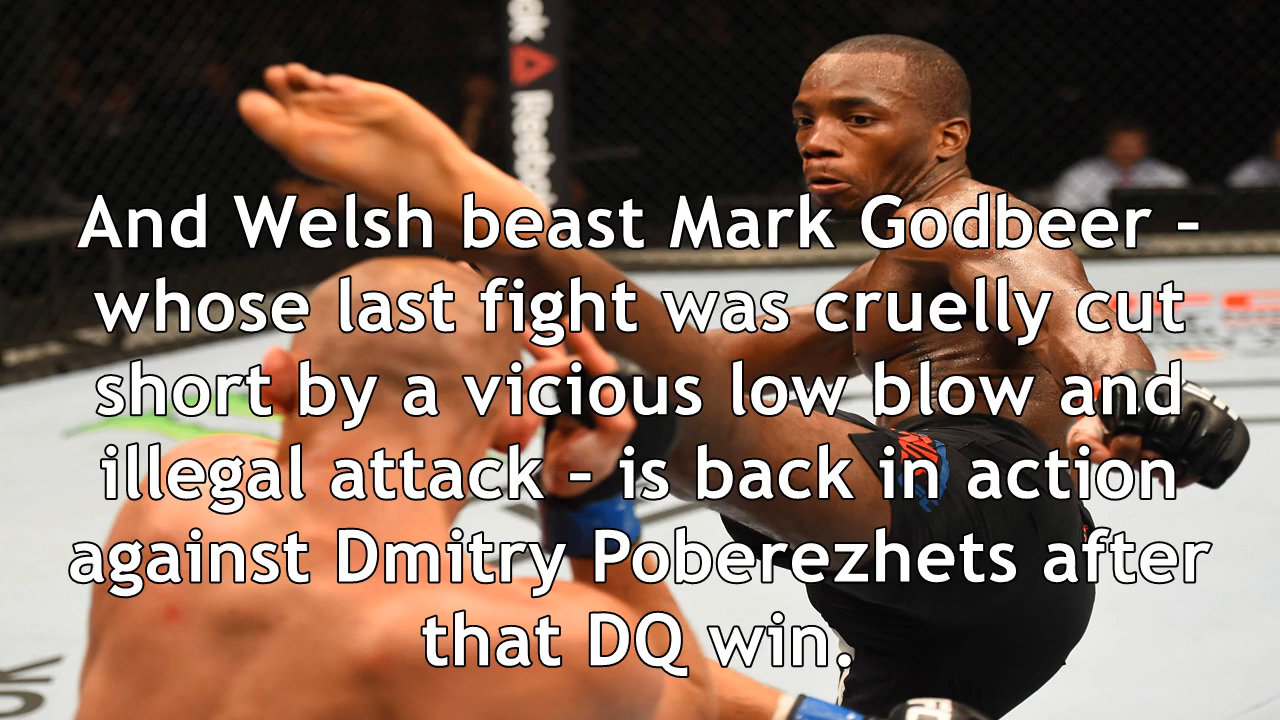 And Welsh beast Mark Godbeer –
whose last fight was cruelly cut
short by a vicious low blow and
illegal attack – is back in action
against Dmitry Poberezhets after
that DQ win.
Reebok